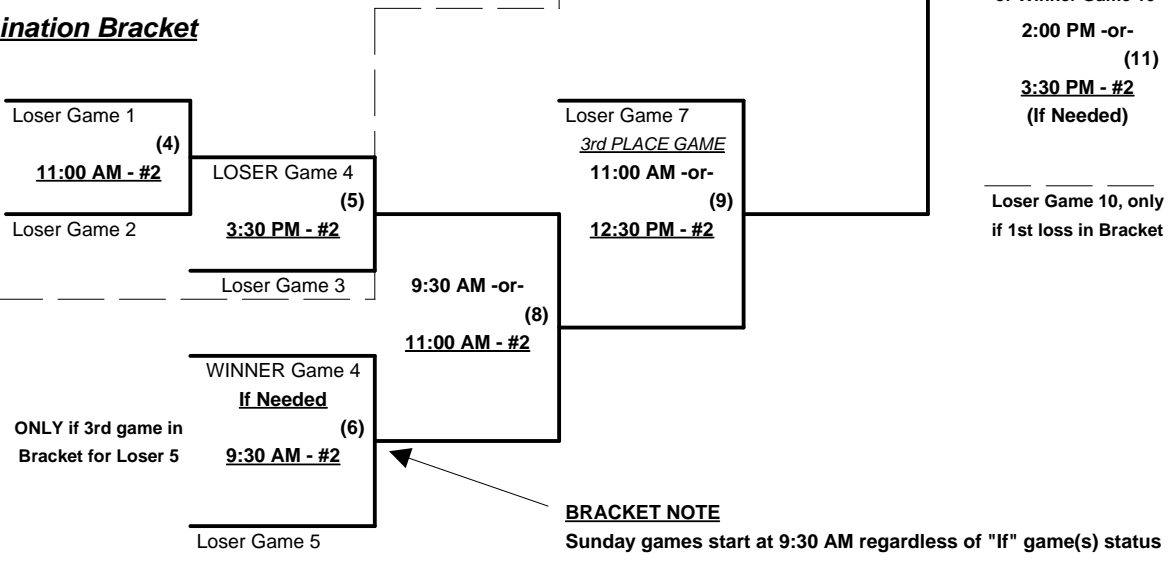 ination Bracket
2:00 PM -or-
(11)
3:30 PM - #2
(If Needed)
Loser Game 10, only
if 1st loss in Bracket
Loser Game 1
(4)
11:00 AM - #2
Loser Game 2
LOSER Game 4
(5)
3:30 PM - #2
Loser Game 3
Loser Game 7
3rd PLACE GAME
11:00 AM -or-
(9)
12:30 PM - #2
9:30 AM -or-
(8)
11:00 AM - #2
WINNER Game 4
If Needed
(6)
9:30 AM - #2
ONLY if 3rd game in
Bracket for Loser 5
Loser Game 5
BRACKET NOTE
Sunday games start at 9:30 AM regardless of "If" game(s) status